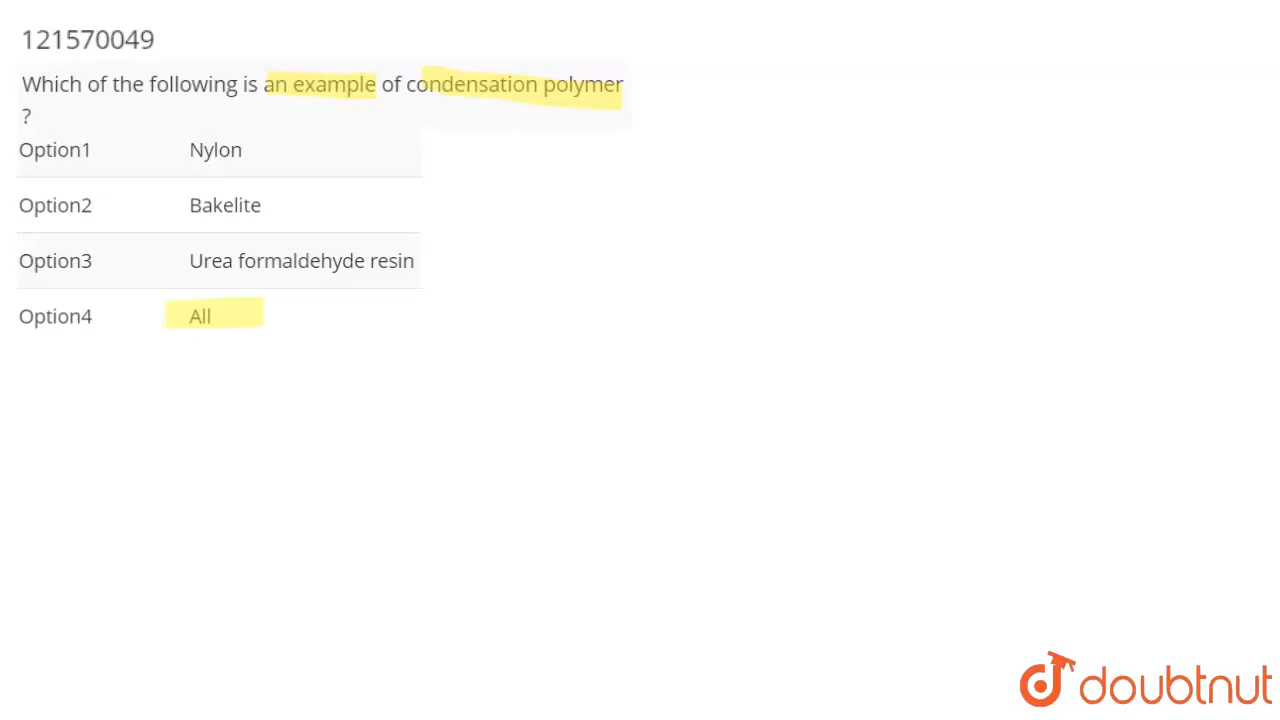 121570049
Which of the following is an example of condensation polymer
?
Option1 Nylon
Option2 Bakelite
Option3 Urea formaldehyde resin
Option4 All
doubtnut